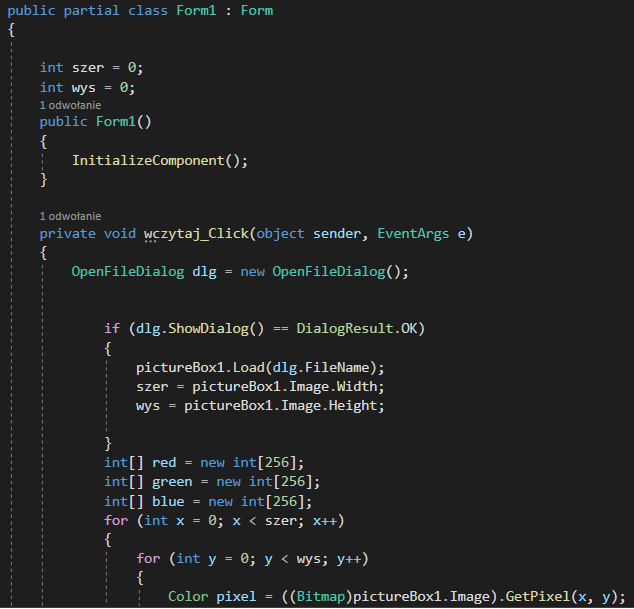 public partial class Form1 : Form
{
int szer = 0;
int wys = 0;
1 odwołanie
public Form1()
{
InitializeComponent();
}
1 odwołanie
private void wczytaj_Click(object sender, EventArgs e)
{
OpenFileDialog dlg = new OpenFileDialog();
if (dlg.ShowDialog() == DialogResult.OK)
{
pictureBox1.Load(dlg.FileName);
szer = pictureBox1.Image.Width;
wys = pictureBox1.Image.Height;
}
int[] red = new int[256];
int[] green = new int[256];
int[] blue = new int[256];
for (int x = 0; x < szer; x++)
{
for (int y = 0; y < wys; y++)
{
Color pixel = ((Bitmap)pictureBox1.Image).GetPixel(x, y);